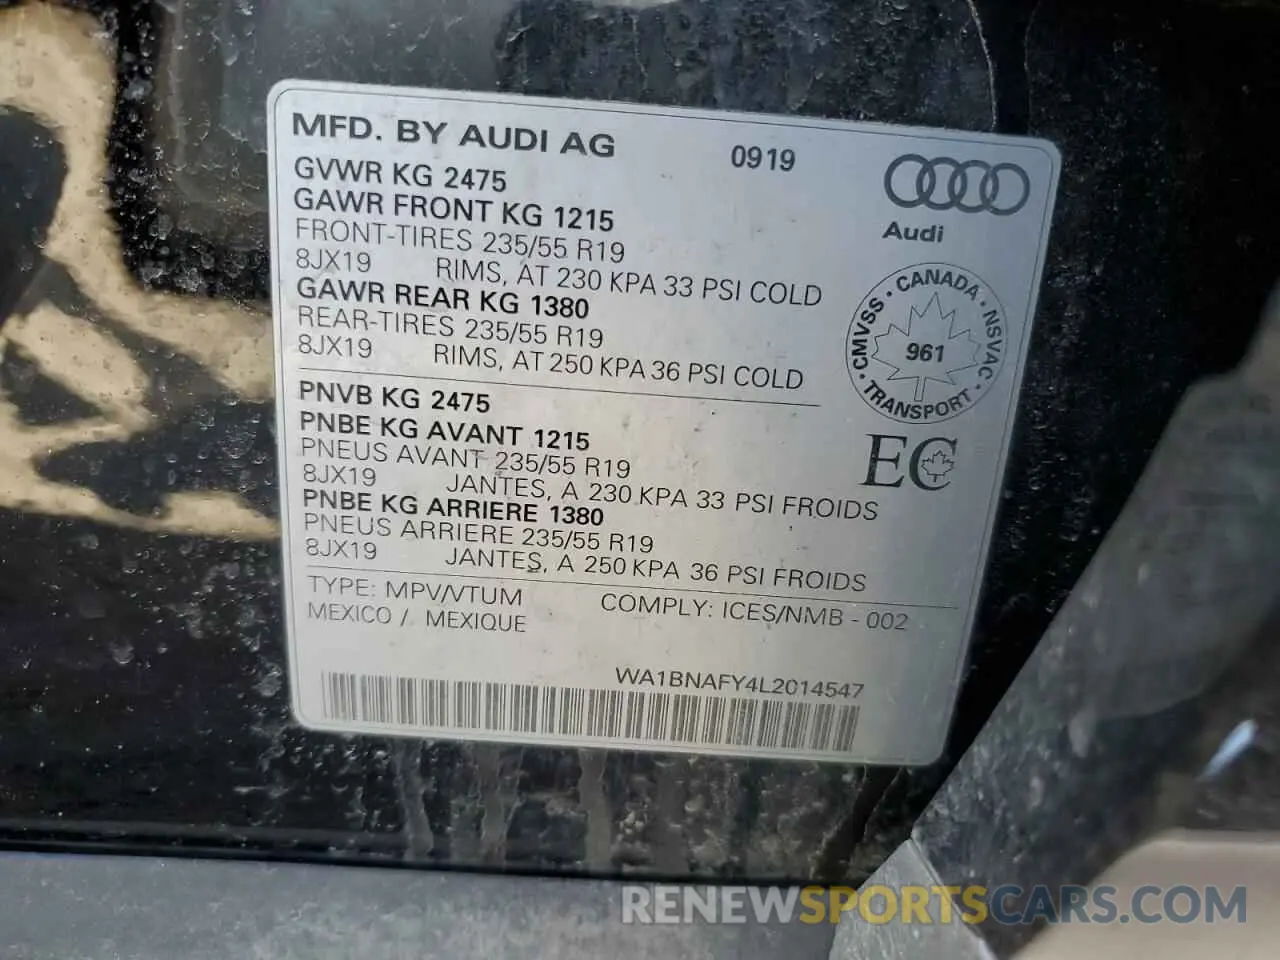 MFD. BY AUDI AG 0919
GVWR KG 2475
GAWR FRONT KG 1215
FRONT-TIRES 235/55 R19
8JX19 RIMS, AT 230 KPA 33 PSI COLD
GAWR REAR KG 1380
REAR-TIRES 235/55 R19
8JX19 RIMS, AT 250 KPA 36 PSI COLD
Audi
CMVSS · CANADA · NSVAC · TRANSPORT ·
961
PNVB KG 2475
PNBE KG AVANT 1215
PNEUS AVANT 235/55 R19
8JX19 JANTES, A 230 KPA 33 PSI FROIDS
PNBE KG ARRIERE 1380
PNEUS ARRIERE 235/55 R19
8JX19 JANTES, A 250 KPA 36 PSI FROIDS
EC
TYPE: MPV/VTUM COMPLY: ICES/NMB - 002
MEXICO / MEXIQUE
WA1BNAFY4L2014547
RENEWSPORTSCARS.COM